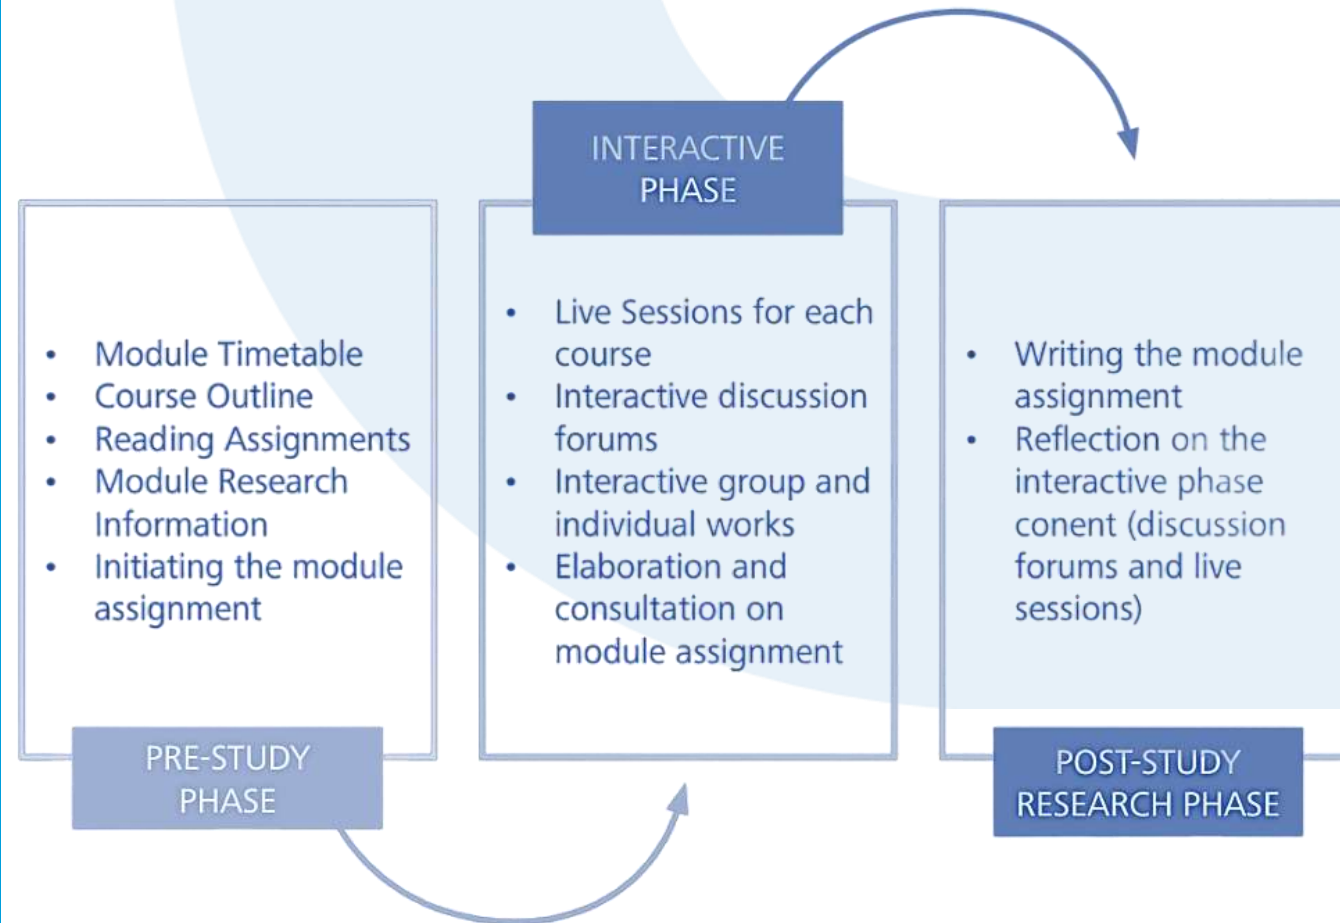 • Module Timetable
• Course Outline
• Reading Assignments
• Module Research
Information
• Initiating the module
assignment
PRE-STUDY
PHASE
INTERACTIVE
PHASE
• Live Sessions for each
course
• Interactive discussion
forums
• Interactive group and
individual works
• Elaboration and
consultation on
module assignment
• Writing the module
assignment
• Reflection on the
interactive phase
conent (discussion
forums and live
sessions)
POST-STUDY
RESEARCH PHASE